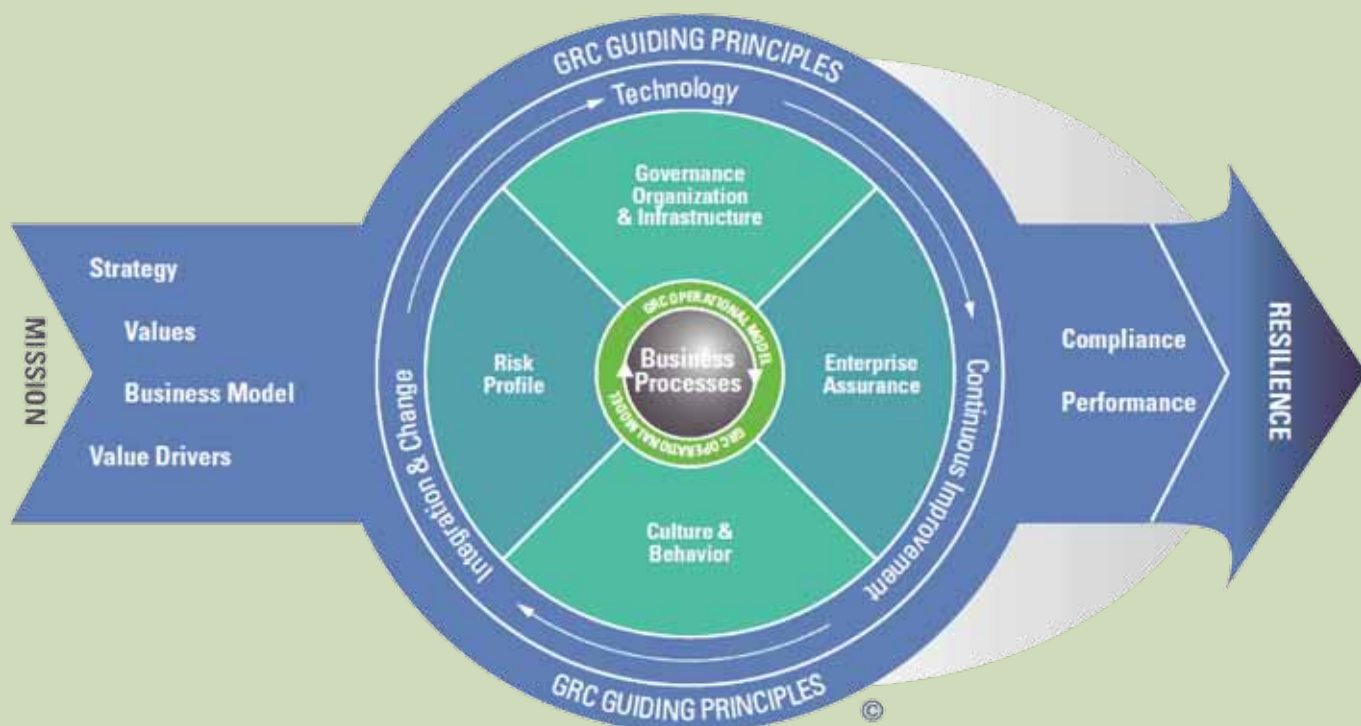 MISSION
Strategy
Values
Business Model
Value Drivers
GRC GUIDING PRINCIPLES
Technology
Governance
Organization
& Infrastructure
Risk
Profile
GRC OPERATIONAL MODEL
Business
Processes
GRC OPERATIONAL MODEL
Enterprise
Assurance
Culture &
Behavior
Integration & Change
Continuous Improvement
GRC GUIDING PRINCIPLES
©
Compliance
Performance
RESILIENCE